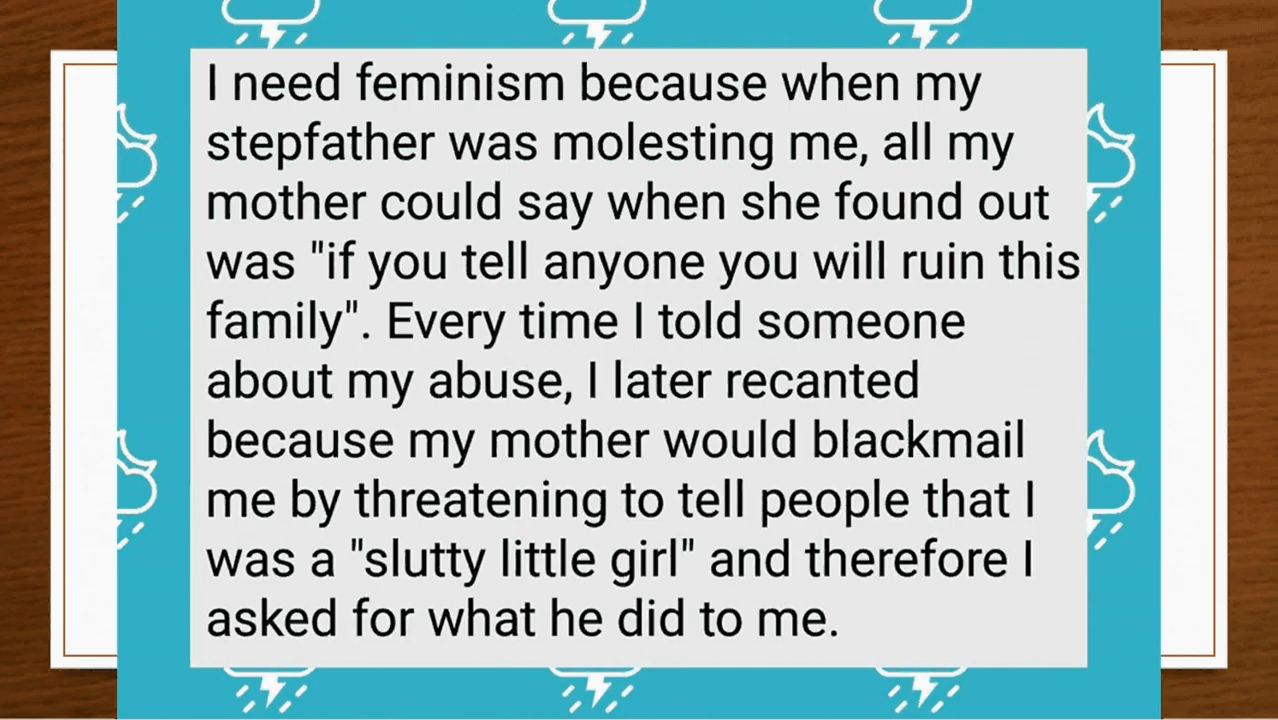 I need feminism because when my
stepfather was molesting me, all my
mother could say when she found out
was "if you tell anyone you will ruin this
family". Every time I told someone
about my abuse, I later recanted
because my mother would blackmail
me by threatening to tell people that I
was a "slutty little girl" and therefore I
asked for what he did to me.